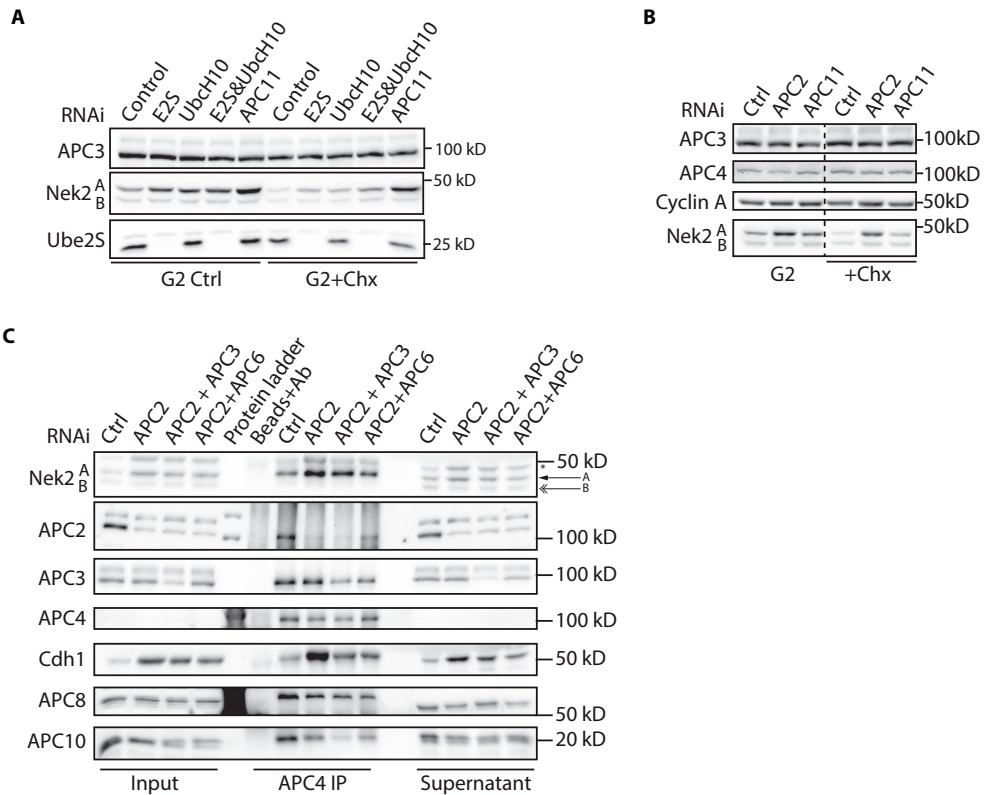 A
RNAi Control E2S UbcH10 E2S&UbcH10 APC11 Control E2S UbcH10 E2S&UbcH10 APC11
APC3 100 kD
Nek2 A B 50 kD
Ube2S 25 kD
G2 Ctrl G2+Chx
B
RNAi Ctrl APC2 APC11 Ctrl APC2 APC11
APC3 100kD
APC4 100kD
Cyclin A 50kD
Nek2 A B 50kD
G2 +Chx
C
RNAi Ctrl APC2 APC2 + APC3 APC2+APC6 Protein ladder Beads+Ab Ctrl APC2 APC2 + APC3 APC2+APC6 Ctrl APC2 APC2 + APC3 APC2+APC6
Nek2 A B 50 kD * A B
APC2 100 kD
APC3 100 kD
APC4 100 kD
Cdh1 50 kD
APC8 50 kD
APC10 20 kD
Input APC4 IP Supernatant